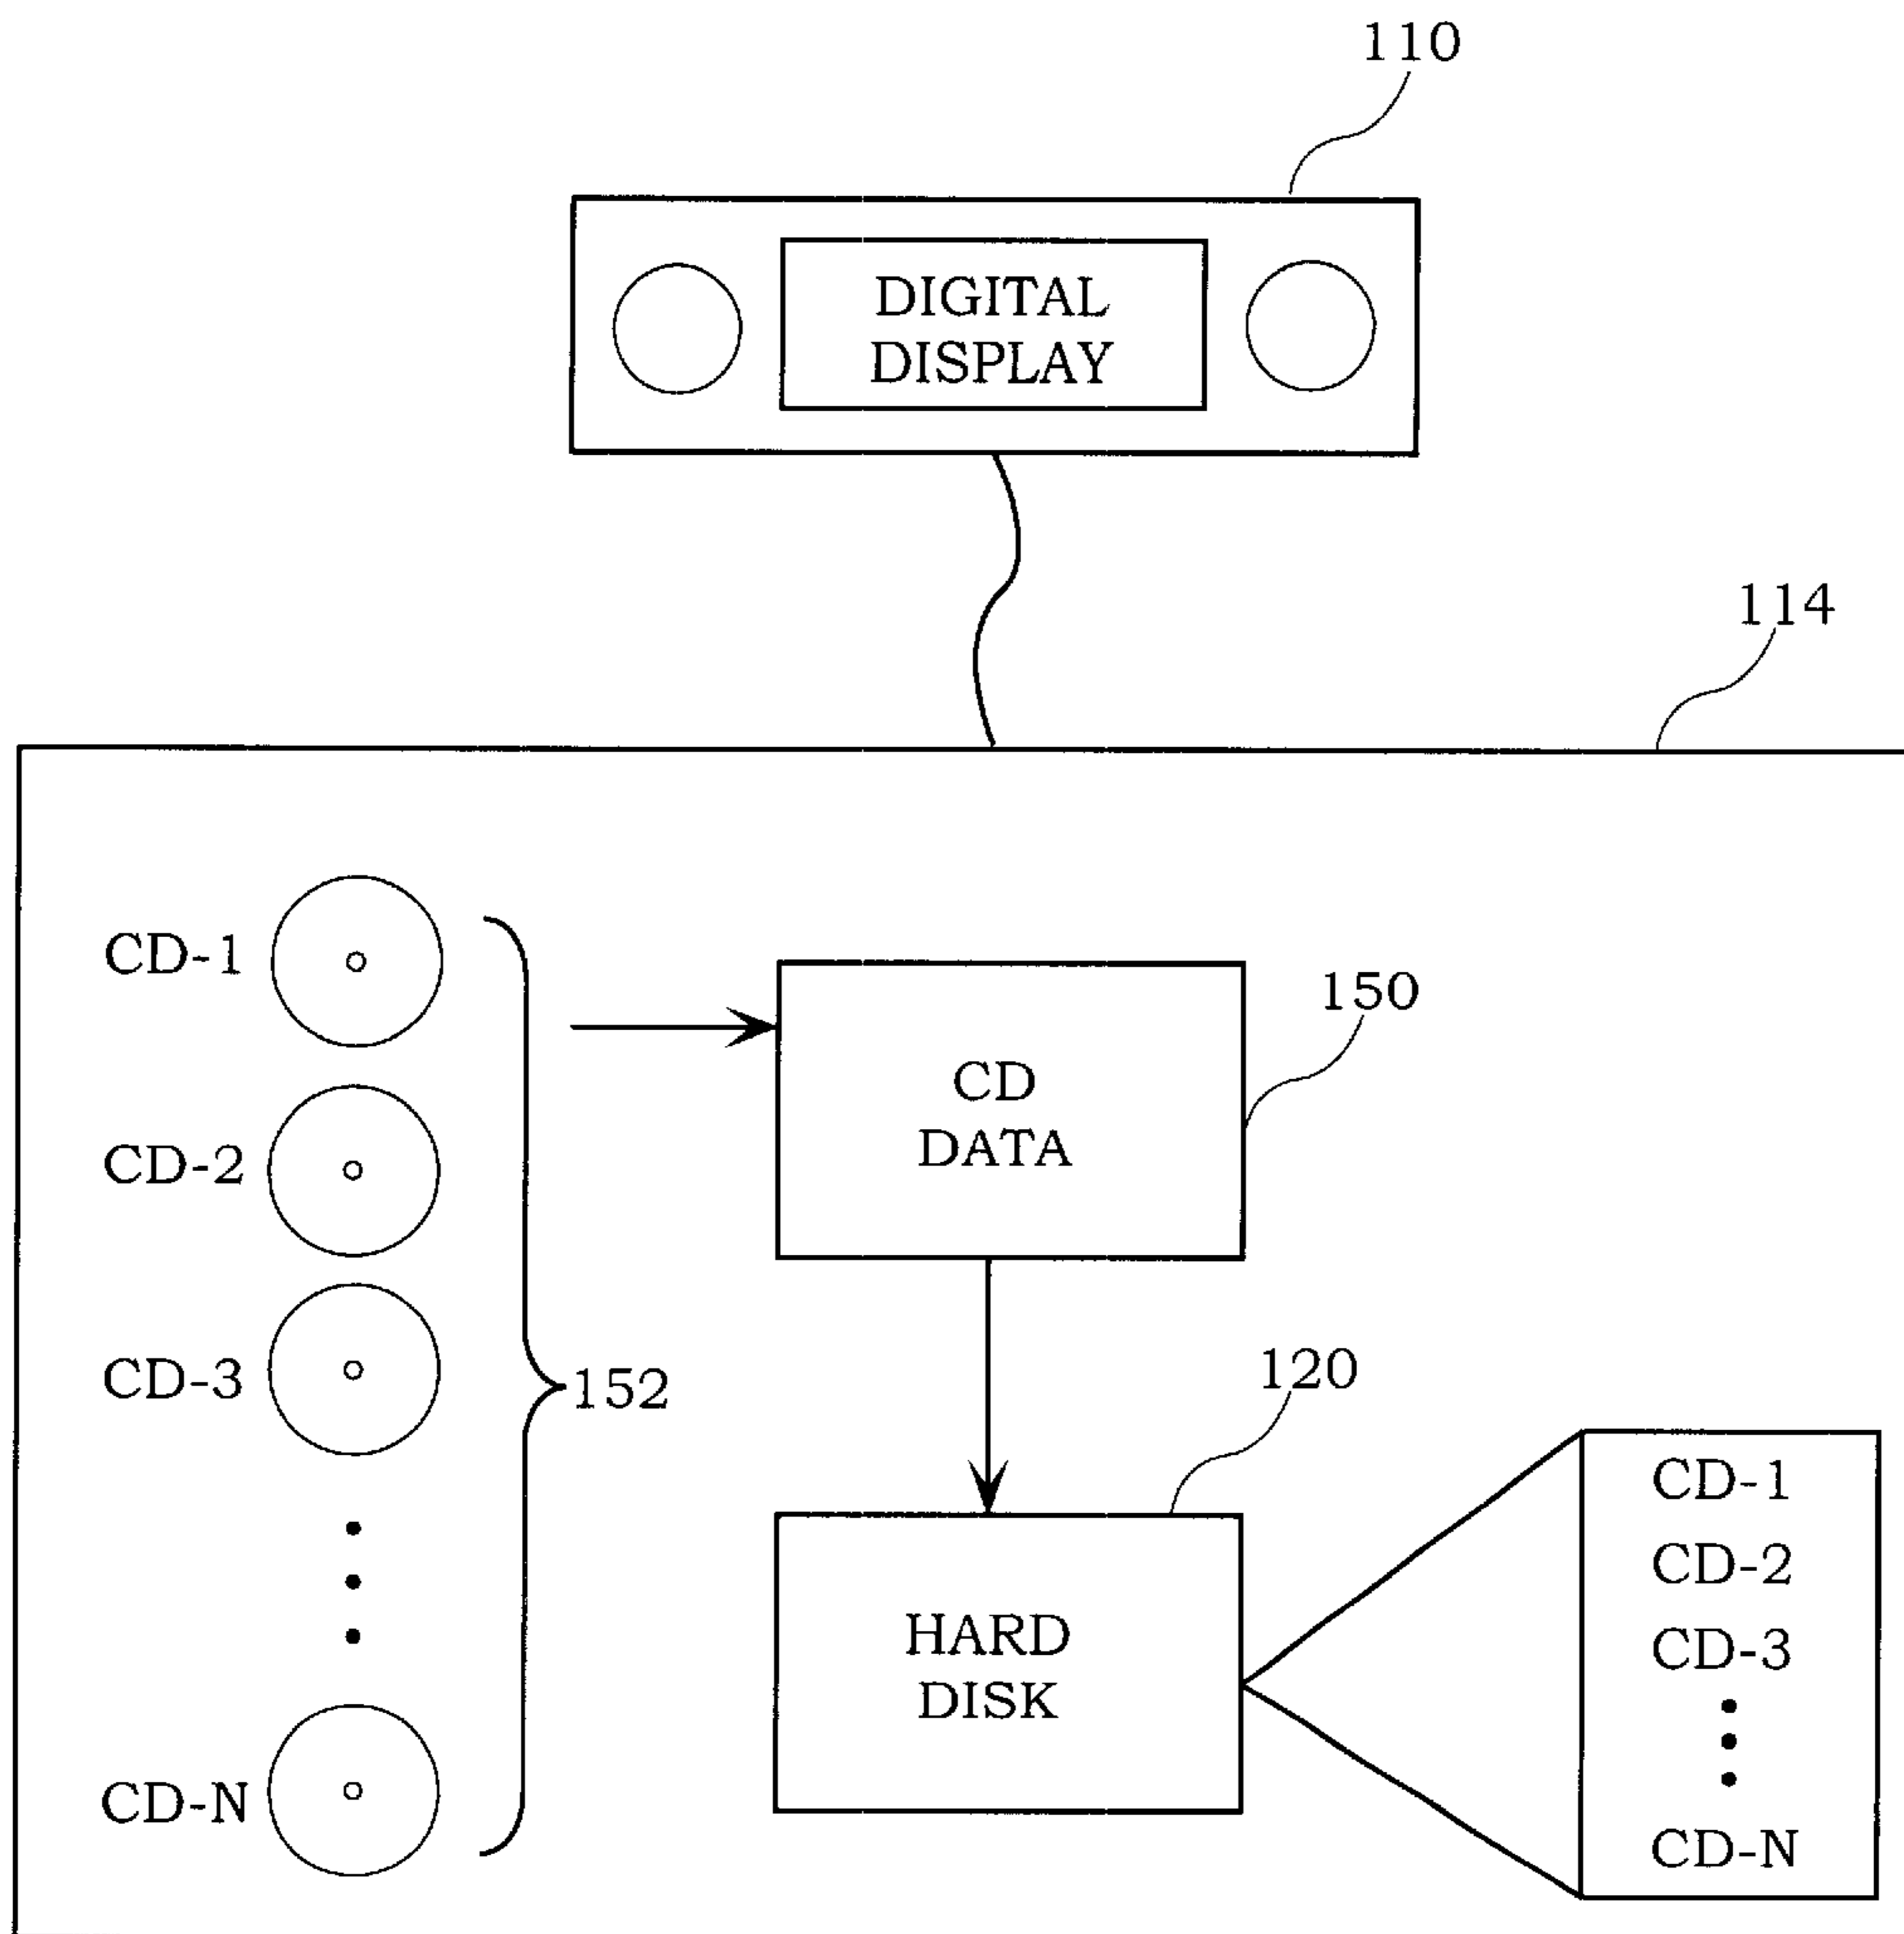 110
DIGITAL
DISPLAY
114
CD-1
CD-2
CD-3
CD-N
152
CD
DATA
150
120
HARD
DISK
CD-1
CD-2
CD-3
CD-N